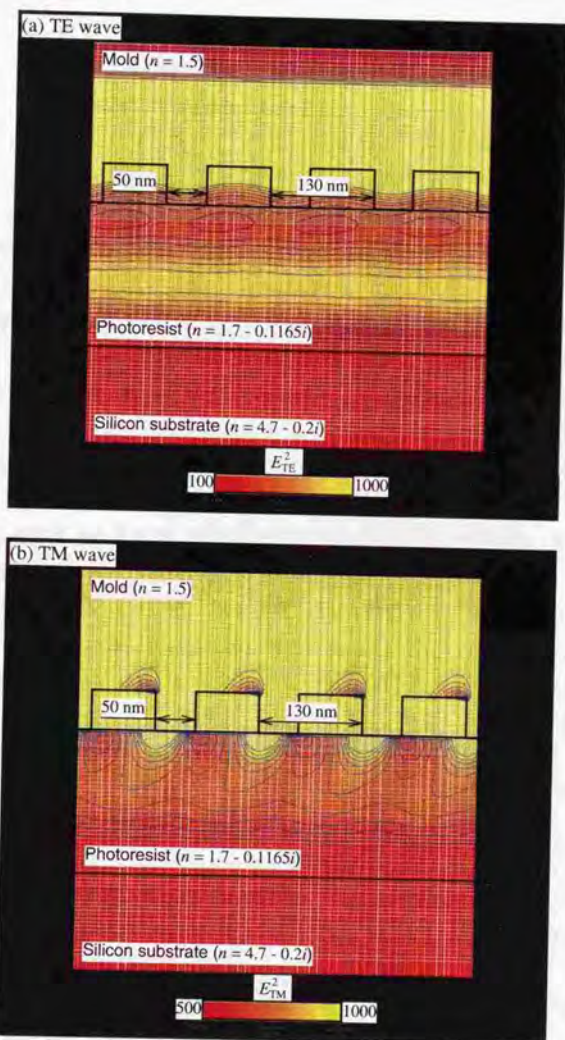 (a) TE wave
Mold (n = 1.5)
50 nm
130 nm
Photoresist (n = 1.7 - 0.1165i)
Silicon substrate (n = 4.7 - 0.2i)
E²TE
100
1000
(b) TM wave
Mold (n = 1.5)
50 nm
130 nm
Photoresist (n = 1.7 - 0.1165i)
Silicon substrate (n = 4.7 - 0.2i)
E²TM
500
1000